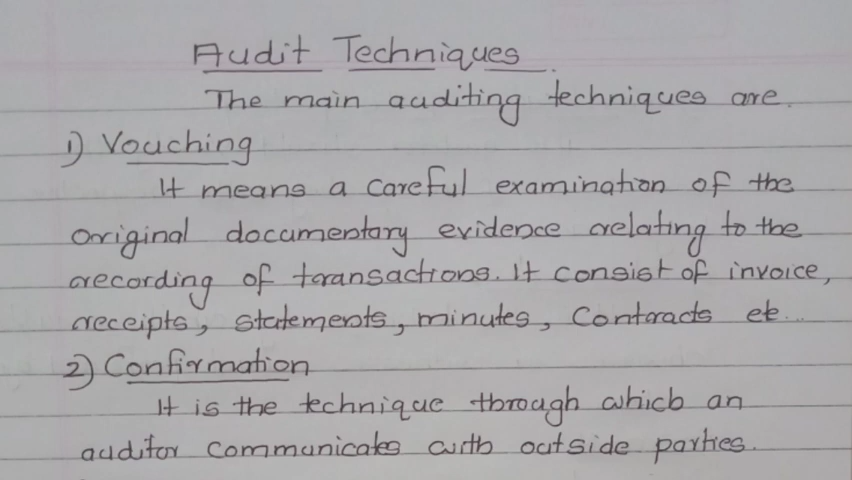 Audit Techniques
The main auditing techniques are.
1) Vouching
It means a careful examination of the
original documentary evidence relating to the
recording of transactions. It consist of invoice,
receipts, statements, minutes, Contracts etc...
2) Confirmation
It is the technique through which an
auditor communicates with outside parties.